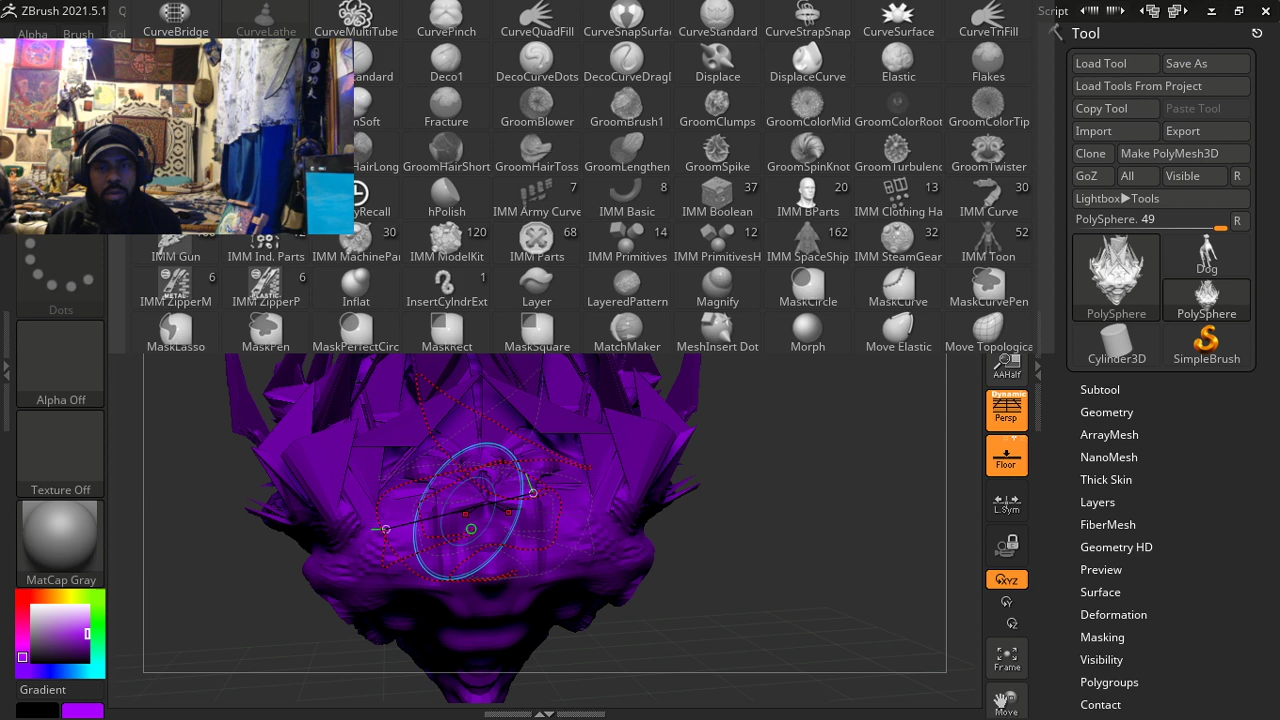 ZBrush 2021.5.1 Q
Script
Alpha Brush Col
CurveBridge CurveLathe CurveMultiTube CurvePinch CurveQuadFill CurveSnapSurfa CurveStandard CurveStrapSnap CurveSurface CurveTriFill
tandard Deco1 DecoCurveDots DecoCurveDragl Displace DisplaceCurve Elastic Flakes
mSoft Fracture GroomBlower GroomBrush1 GroomClumps GroomColorMid GroomColorRoot GroomColorTip
HairLong GroomHairShort GroomHairToss GroomLengthen GroomSpike GroomSpinKnot GroomTurbulenc GroomTwister
7 8 37 20 13 30
yRecall hPolish IMM Army Curve IMM Basic IMM Boolean IMM BParts IMM Clothing Ha IMM Curve
12 30 120 68 14 12 162 32 52
IMM Gun IMM Ind. Parts IMM MachinePar IMM ModelKit IMM Parts IMM Primitives IMM PrimitivesH IMM SpaceShip IMM SteamGear IMM Toon
6 6 1
IMM ZipperM IMM ZipperP Inflat InsertCylndrExt Layer LayeredPattern Magnify MaskCircle MaskCurve MaskCurvePen
MaskLasso MaskPen MaskPerfectCirc MaskRect MaskSquare MatchMaker MeshInsert Dot Morph Move Elastic Move Topologica
Dots
Alpha Off
Texture Off
MatCap Gray
Gradient
AAHalf
Dynamic
Persp
Floor
L.Sym
XYZ
Frame
Move
Tool
Load Tool Save As
Load Tools From Project
Copy Tool Paste Tool
Import Export
Clone Make PolyMesh3D
GoZ All Visible R
Lightbox▶Tools
PolySphere. 49 R
PolySphere Dog
PolySphere
Cylinder3D SimpleBrush
Subtool
Geometry
ArrayMesh
NanoMesh
Thick Skin
Layers
FiberMesh
Geometry HD
Preview
Surface
Deformation
Masking
Visibility
Polygroups
Contact